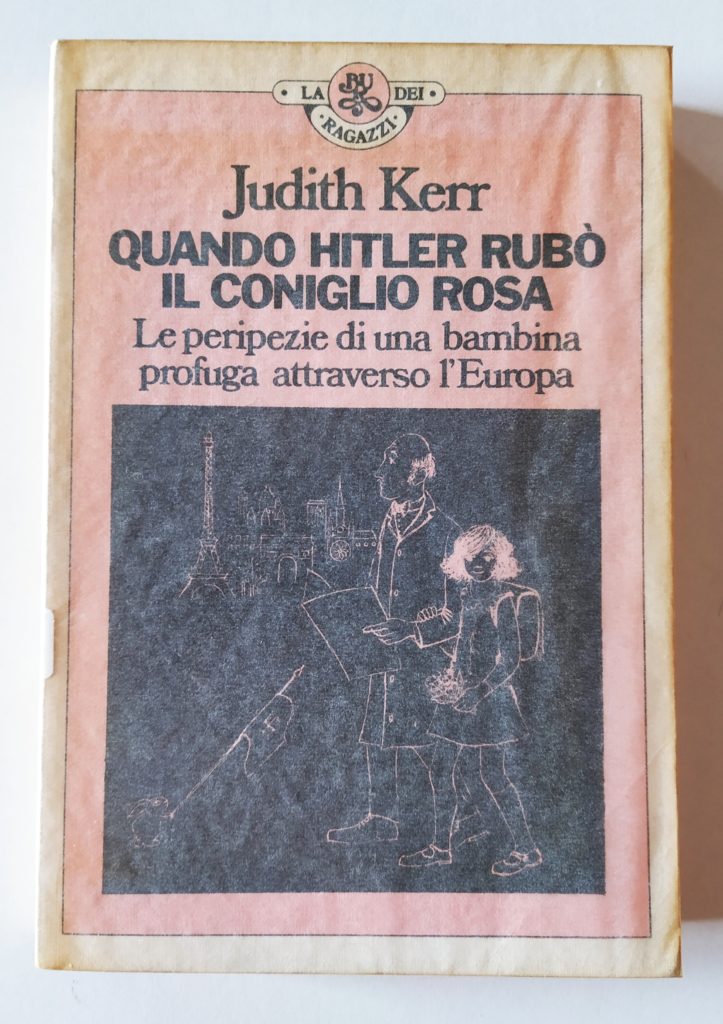 BUR
LA DEI
· RAGAZZI ·
Judith Kerr
QUANDO HITLER RUBÒ
IL CONIGLIO ROSA
Le peripezie di una bambina
profuga attraverso l'Europa